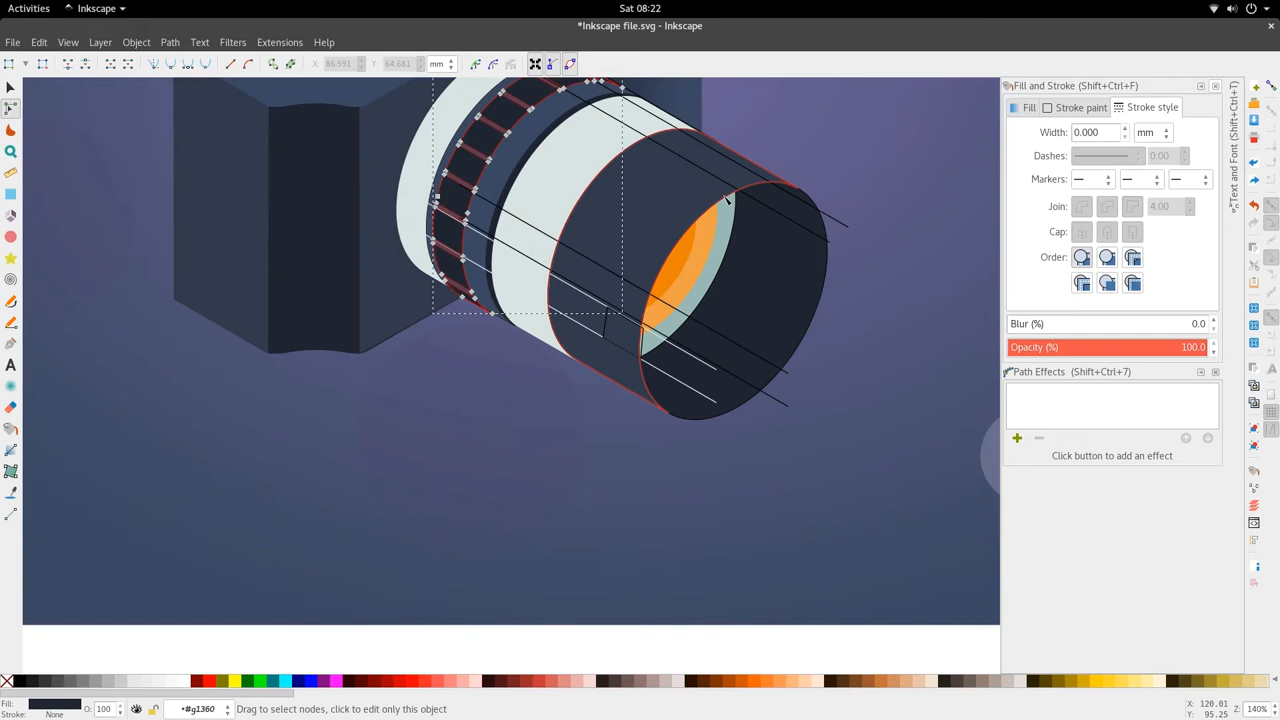 Activities
Inkscape
Sat 08:22
*Inkscape file.svg - Inkscape
File
Edit
View
Layer
Object
Path
Text
Filters
Extensions
Help
X:
86.591
Y:
64.681
mm
Fill and Stroke (Shift+Ctrl+F)
Fill
Stroke paint
Stroke style
Width:
0.000
mm
Dashes:
0.00
Markers:
Join:
4.00
Cap:
Order:
Blur (%)
0.0
Opacity (%)
100.0
Path Effects (Shift+Ctrl+7)
Click button to add an effect
Text and Font (Shift+Ctrl+T)
Fill:
Stroke:
None
O:
100
•#g1360
Drag to select nodes, click to edit only this object
X: 120.01
Y: 95.25
Z:
140%